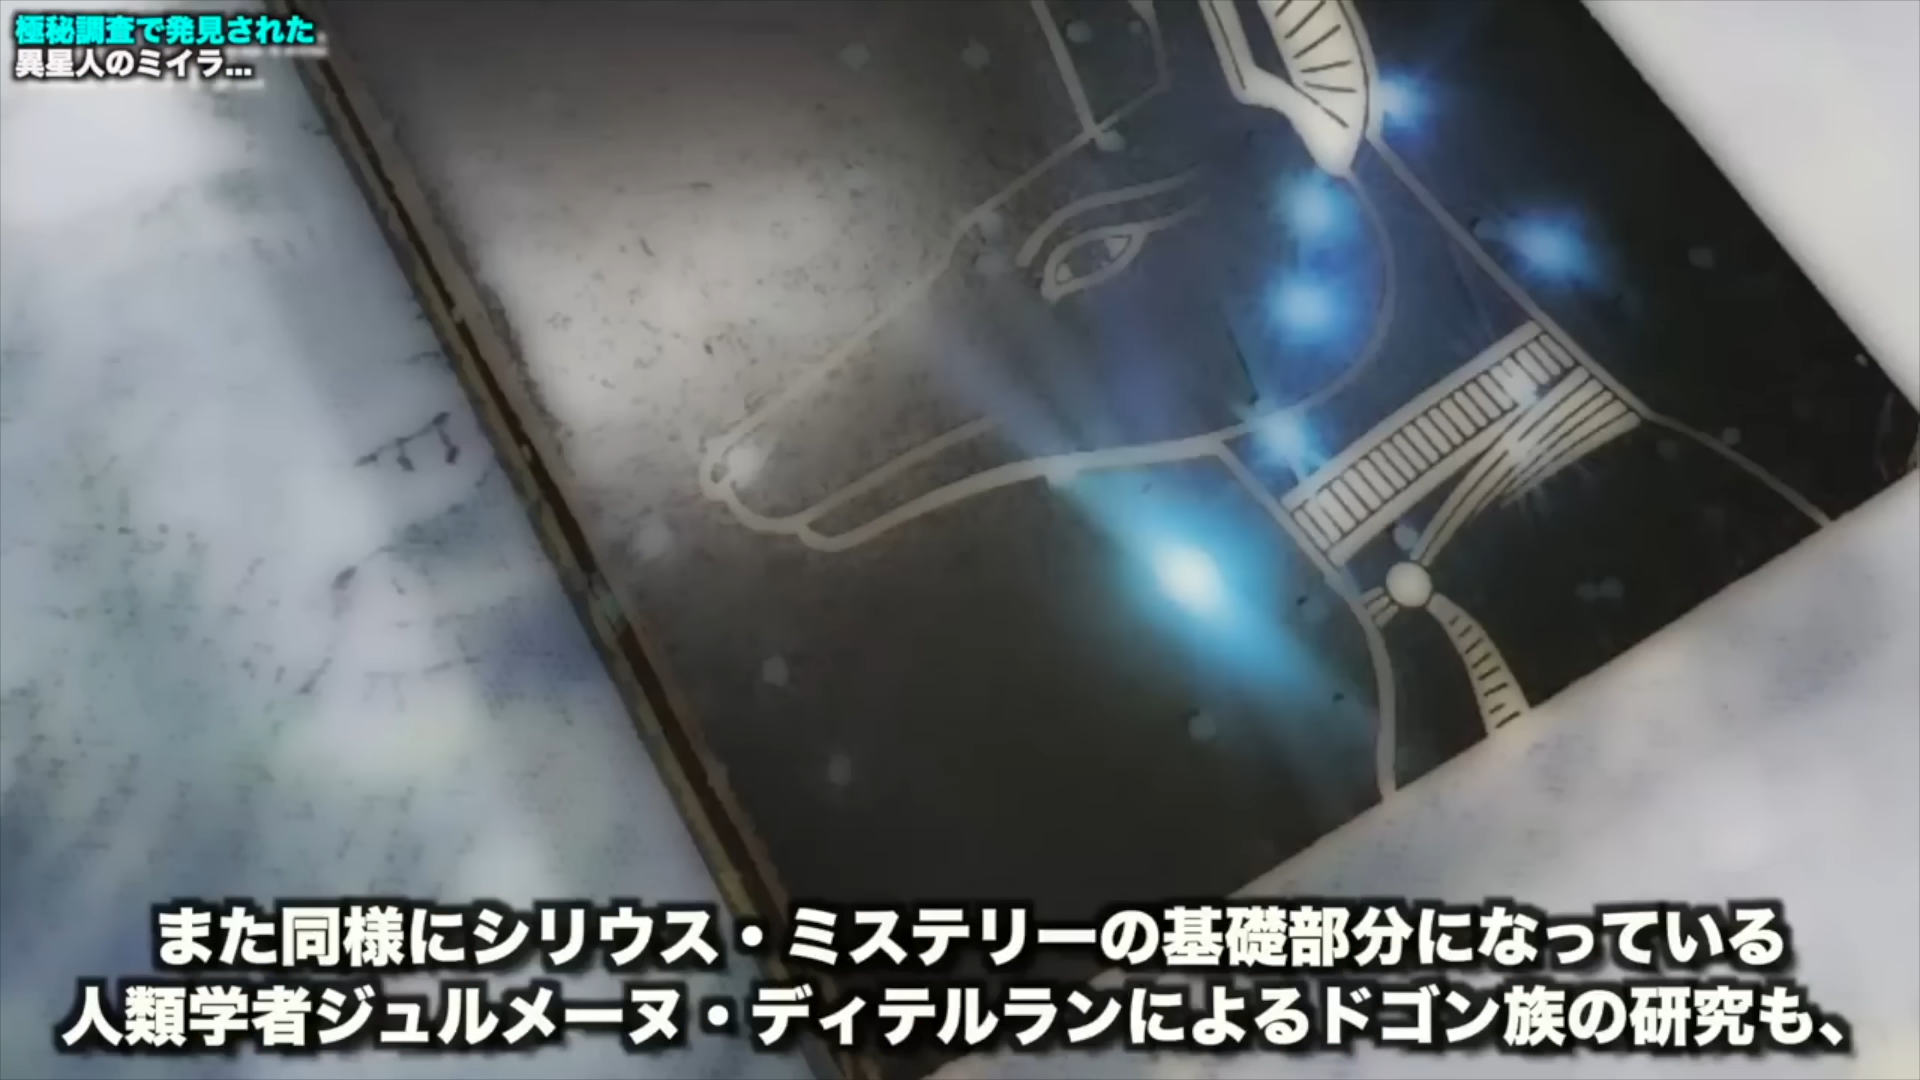 極秘調査で発見された
異星人のミイラ...
また同様にシリウス・ミステリーの基礎部分になっている
人類学者ジュルメーヌ・ディテルランによるドゴン族の研究も、